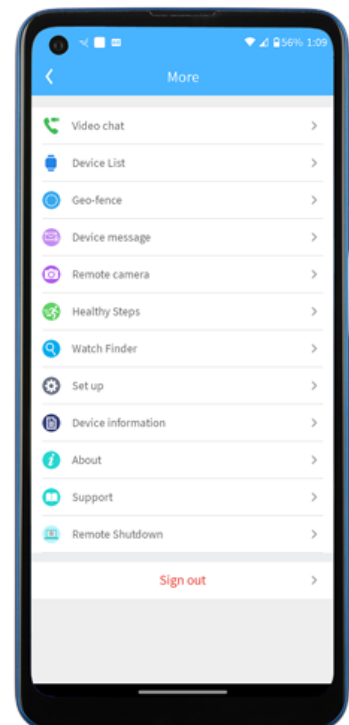 56% 1:09
More
Video chat
Device List
Geo-fence
Device message
Remote camera
Healthy Steps
Watch Finder
Set up
Device information
About
Support
Remote Shutdown
Sign out